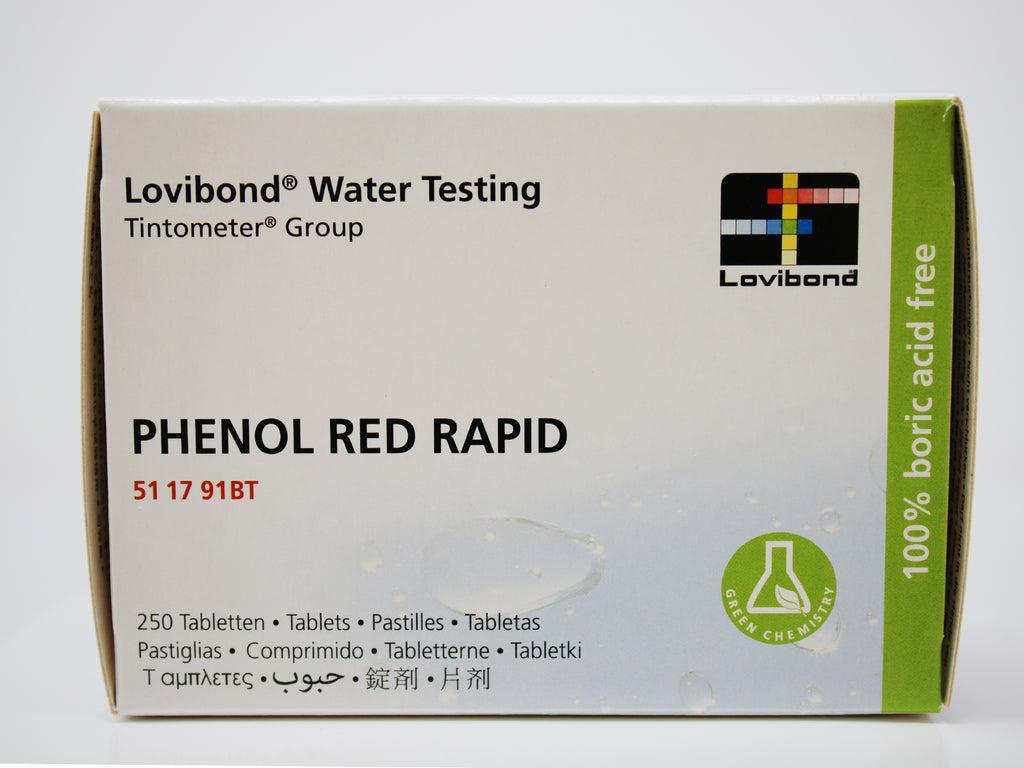 Lovibond® Water Testing
Tintometer® Group
Lovibond®
PHENOL RED RAPID
51 17 91BT
250 Tabletten • Tablets • Pastilles • Tabletas
Pastiglias • Comprimido • Tabletterne • Tabletki
Ταμπλετες • حبوب • 錠剤 • 片剂
GREEN CHEMISTRY
100% boric acid free